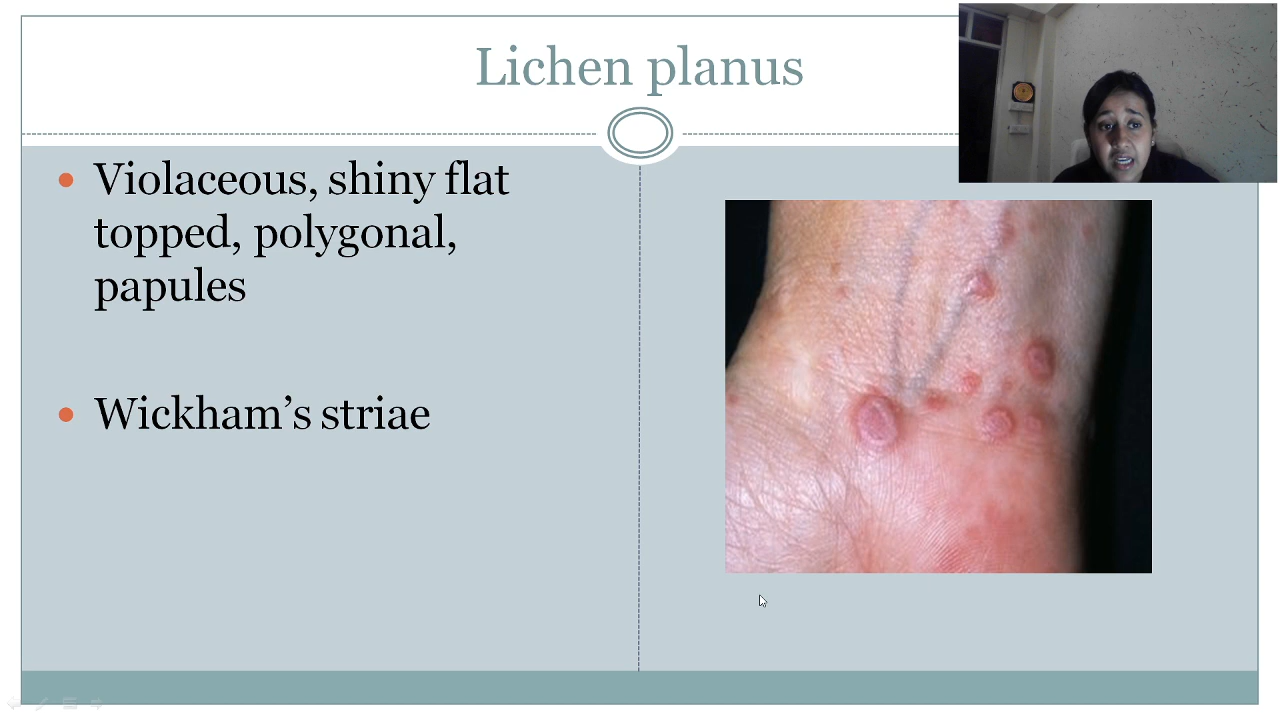 Lichen planus
Violaceous, shiny flat
topped, polygonal,
papules
Wickham’s striae